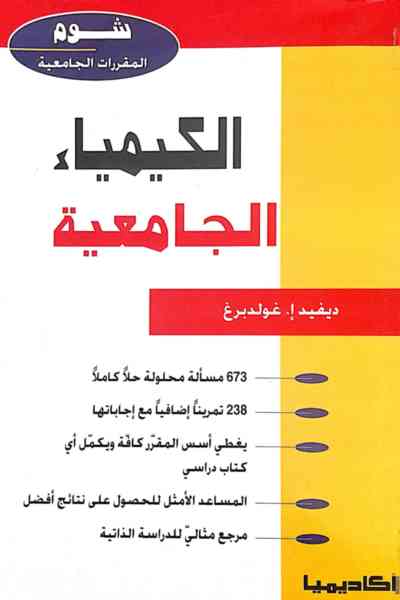 شوم
المقررات الجامعية
الكيمياء
الجامعية
ديفيد إ. غولدبرغ
673 مسألة محلولة حلاً كاملاً
238 تمريناً إضافياً مع إجاباتها
يغطي أسس المقرّر كافّة ويكمّل أي
كتاب دراسي
المساعد الأمثل للحصول على نتائج أفضل
مرجع مثاليّ للدراسة الذاتية
أكاديميا